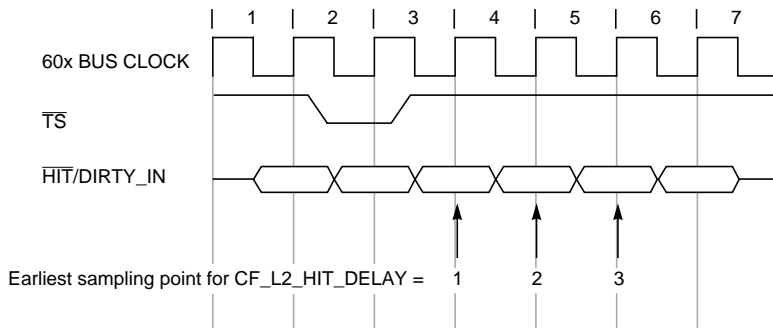 | 1 | 2 | 3 | 4 | 5 | 6 | 7
60x BUS CLOCK
TS
HIT/DIRTY_IN
Earliest sampling point for CF_L2_HIT_DELAY = 1 2 3